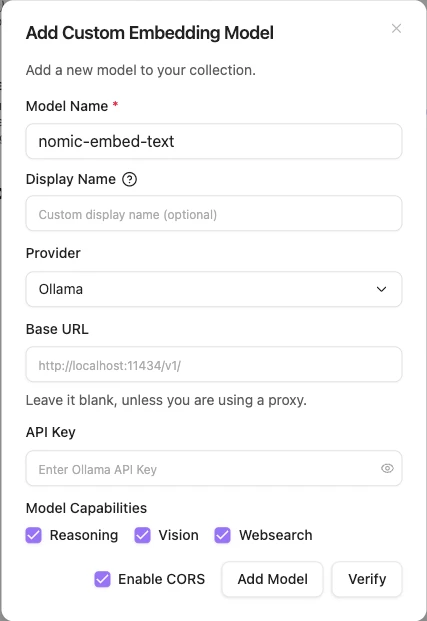 Add Custom Embedding Model
Add a new model to your collection.
Model Name *
nomic-embed-text
Display Name ?
Custom display name (optional)
Provider
Ollama
Base URL
http://localhost:11434/v1/
Leave it blank, unless you are using a proxy.
API Key
Enter Ollama API Key
Model Capabilities
Reasoning Vision Websearch
Enable CORS Add Model Verify